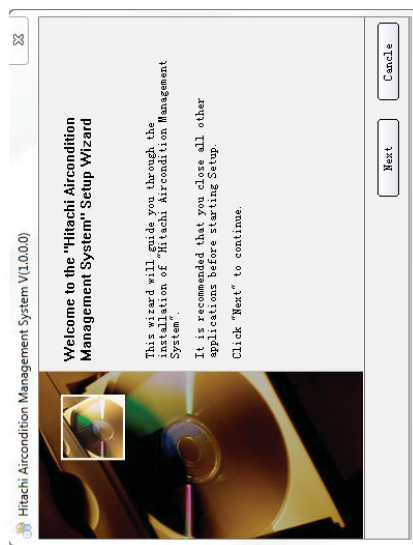 Hitachi Aircondition Management System V(1.0.0.0)
Welcome to the "Hitachi Aircondition
Management System" Setup Wizard
This wizard will guide you through the
installation of "Hitachi Aircondition Management
System".
It is recommended that you close all other
applications before starting Setup.
Click "Next" to continue.
Next
Cancle